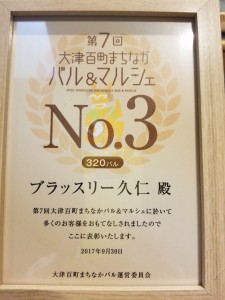 第7回
大津百町まちなか
バル&マルシェ
No.3
320バル
ブラッスリー久仁 殿
第7回大津百町まちなかバル&マルシェに於いて
多くのお客様をおもてなしされましたので
ここに表彰いたします。
2017年9月30日
大津百町まちなかバル運営委員会